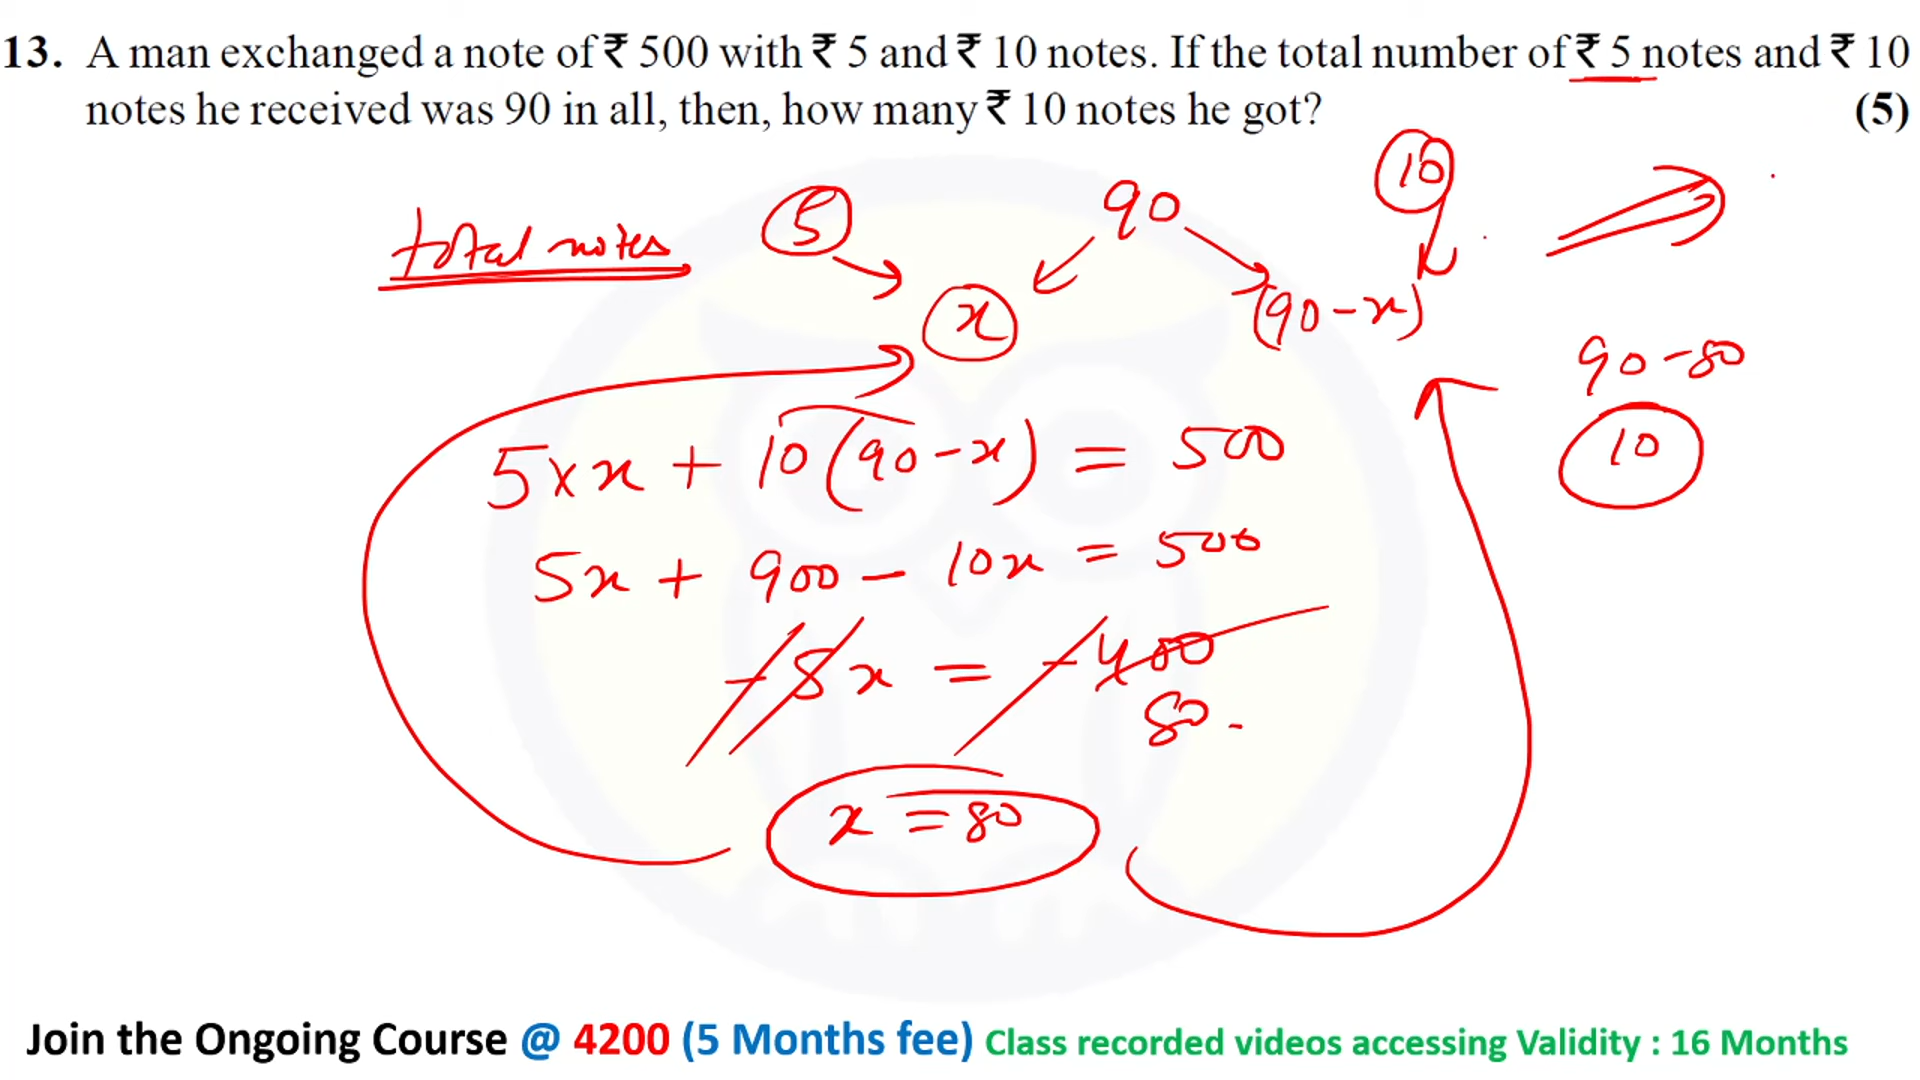 13. A man exchanged a note of ₹ 500 with ₹ 5 and ₹ 10 notes. If the total number of ₹ 5 notes and ₹ 10
notes he received was 90 in all, then, how many ₹ 10 notes he got? (5)
total notes 5 90 10
x (90-x)
90-80
10
5×x + 10(90-x) = 500
5x + 900 - 10x = 500
-5x = -400
80
x = 80
Join the Ongoing Course @ 4200 (5 Months fee) Class recorded videos accessing Validity : 16 Months